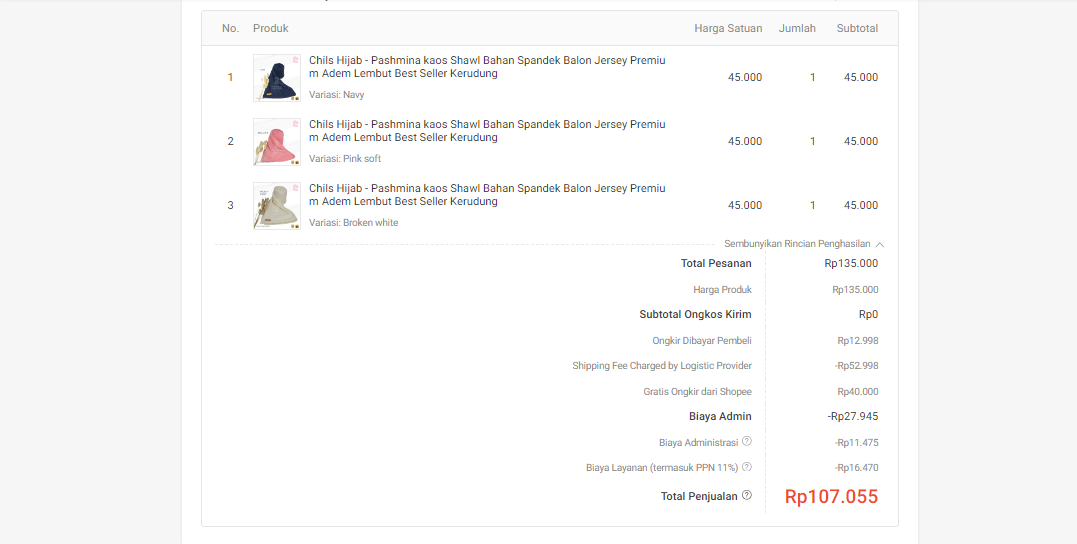 No. Produk Harga Satuan Jumlah Subtotal
1 Chils Hijab - Pashmina kaos Shawl Bahan Spandek Balon Jersey Premiu
m Adem Lembut Best Seller Kerudung 45.000 1 45.000
Variasi: Navy
2 Chils Hijab - Pashmina kaos Shawl Bahan Spandek Balon Jersey Premiu
m Adem Lembut Best Seller Kerudung 45.000 1 45.000
Variasi: Pink soft
3 Chils Hijab - Pashmina kaos Shawl Bahan Spandek Balon Jersey Premiu
m Adem Lembut Best Seller Kerudung 45.000 1 45.000
Variasi: Broken white
Sembunyikan Rincian Penghasilan
Total Pesanan Rp135.000
Harga Produk Rp135.000
Subtotal Ongkos Kirim Rp0
Ongkir Dibayar Pembeli Rp12.998
Shipping Fee Charged by Logistic Provider -Rp52.998
Gratis Ongkir dari Shopee Rp40.000
Biaya Admin -Rp27.945
Biaya Administrasi -Rp11.475
Biaya Layanan (termasuk PPN 11%) -Rp16.470
Total Penjualan Rp107.055